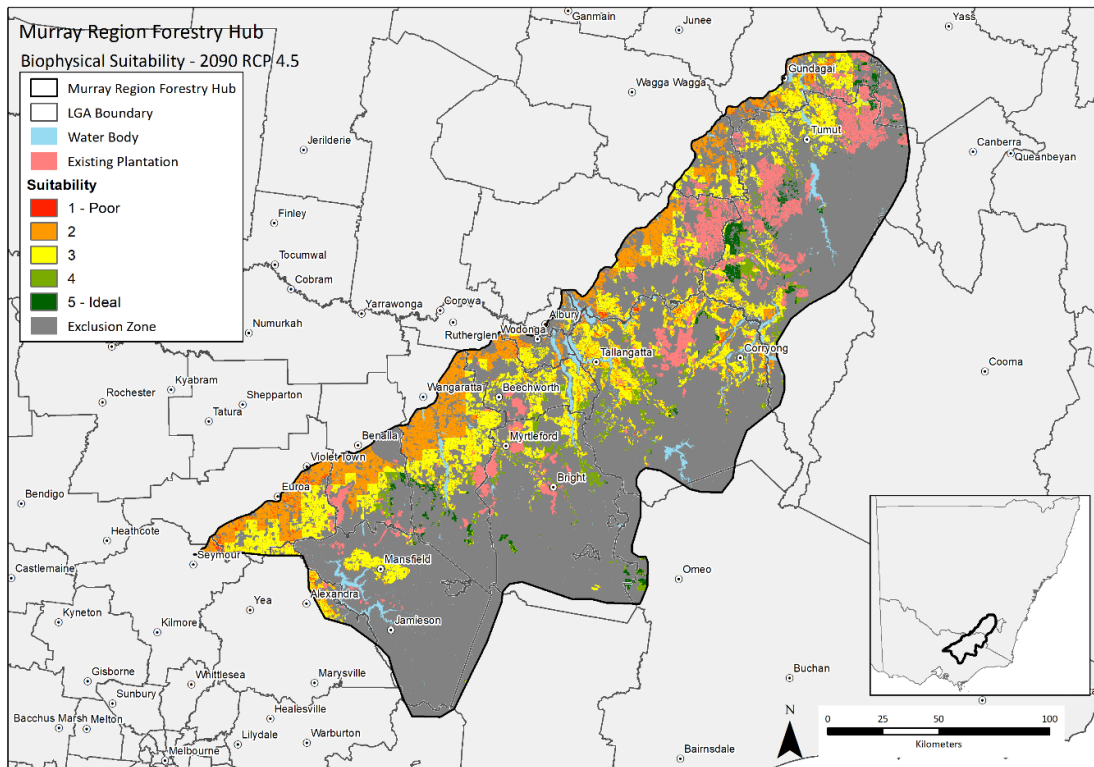 Murray Region Forestry Hub
Biophysical Suitability - 2090 RCP 4.5
Murray Region Forestry Hub
LGA Boundary
Water Body
Existing Plantation
Suitability
1 - Poor
2
3
4
5 - Ideal
Exclusion Zone
Ganmain
Junee
Yass
Wagga Wagga
Gundagai
Jerilderie
Tumut
Canberra
Queanbeyan
Finley
Tocumwal
Cobram
Yarrawonga
Corowa
Albury
Numurkah
Rutherglen
Wodonga
Tallangatta
Corryong
Cooma
Kyabram
Shepparton
Rochester
Wangaratta
Beechworth
Tatura
Benalla
Myrtleford
Violet Town
Bright
Euroa
Bendigo
Heathcote
Seymour
Mansfield
Omeo
Castlemaine
Alexandra
Yea
Kyneton
Kilmore
Jamieson
Gisborne
Whittlesea
Marysville
Buchan
Sunbury
Healesville
Bacchus Marsh
Melton
Lilydale
Warburton
Melbourne
Bairnsdale
N
0 25 50 100
Kilometers